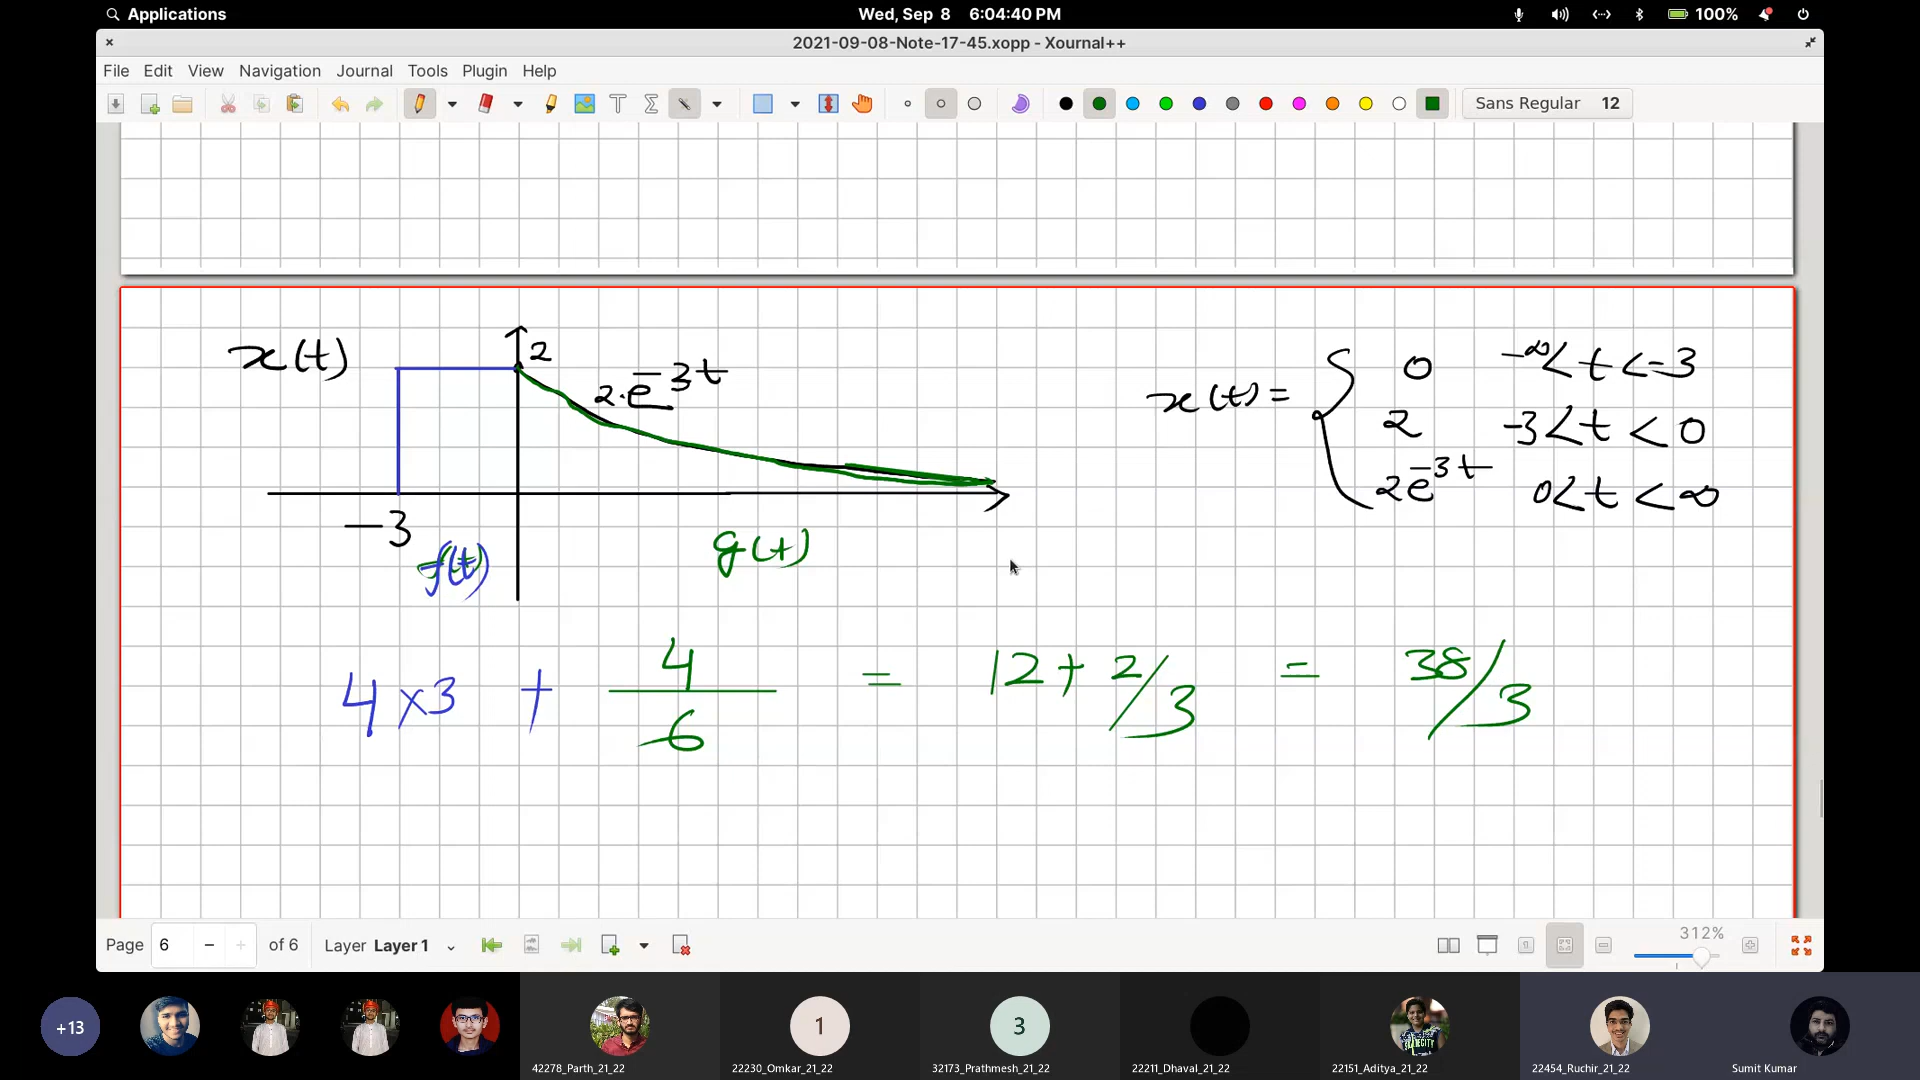 Applications
Wed, Sep 8 6:04:40 PM
100%
2021-09-08-Note-17-45.xopp - Xournal++
File Edit View Navigation Journal Tools Plugin Help
Sans Regular 12
x(t)
2
2·e^-3t
-3
f(t)
g(t)
x(t) = { 0 -∞ < t < -3
2 -3 < t < 0
2e^-3t 0 < t < ∞
4 × 3 + 4/6 = 12 + 2/3 = 38/3
Page 6 of 6 Layer Layer 1
312%
+13
1
3
42278_Parth_21_22
22230_Omkar_21_22
32173_Prathmesh_21_22
22211_Dhaval_21_22
22151_Aditya_21_22
22454_Ruchir_21_22
Sumit Kumar